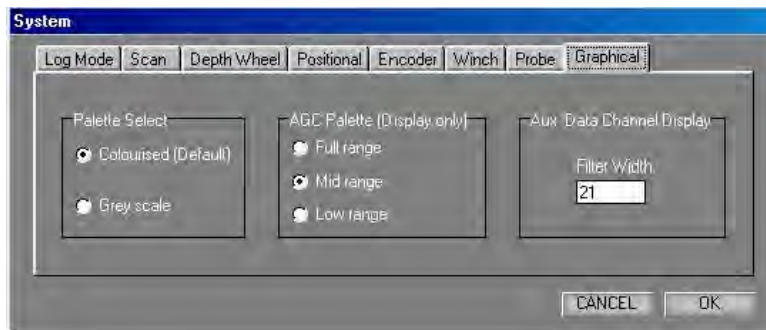 System
Log Mode Scan Depth Wheel Positional Encoder Winch Probe Graphical
Palette Select
Colourised (Default)
Grey scale
AGC Palette (Display only)
Full range
Mid range
Low range
Aux Data Channel Display
Filter Width
21
CANCEL OK